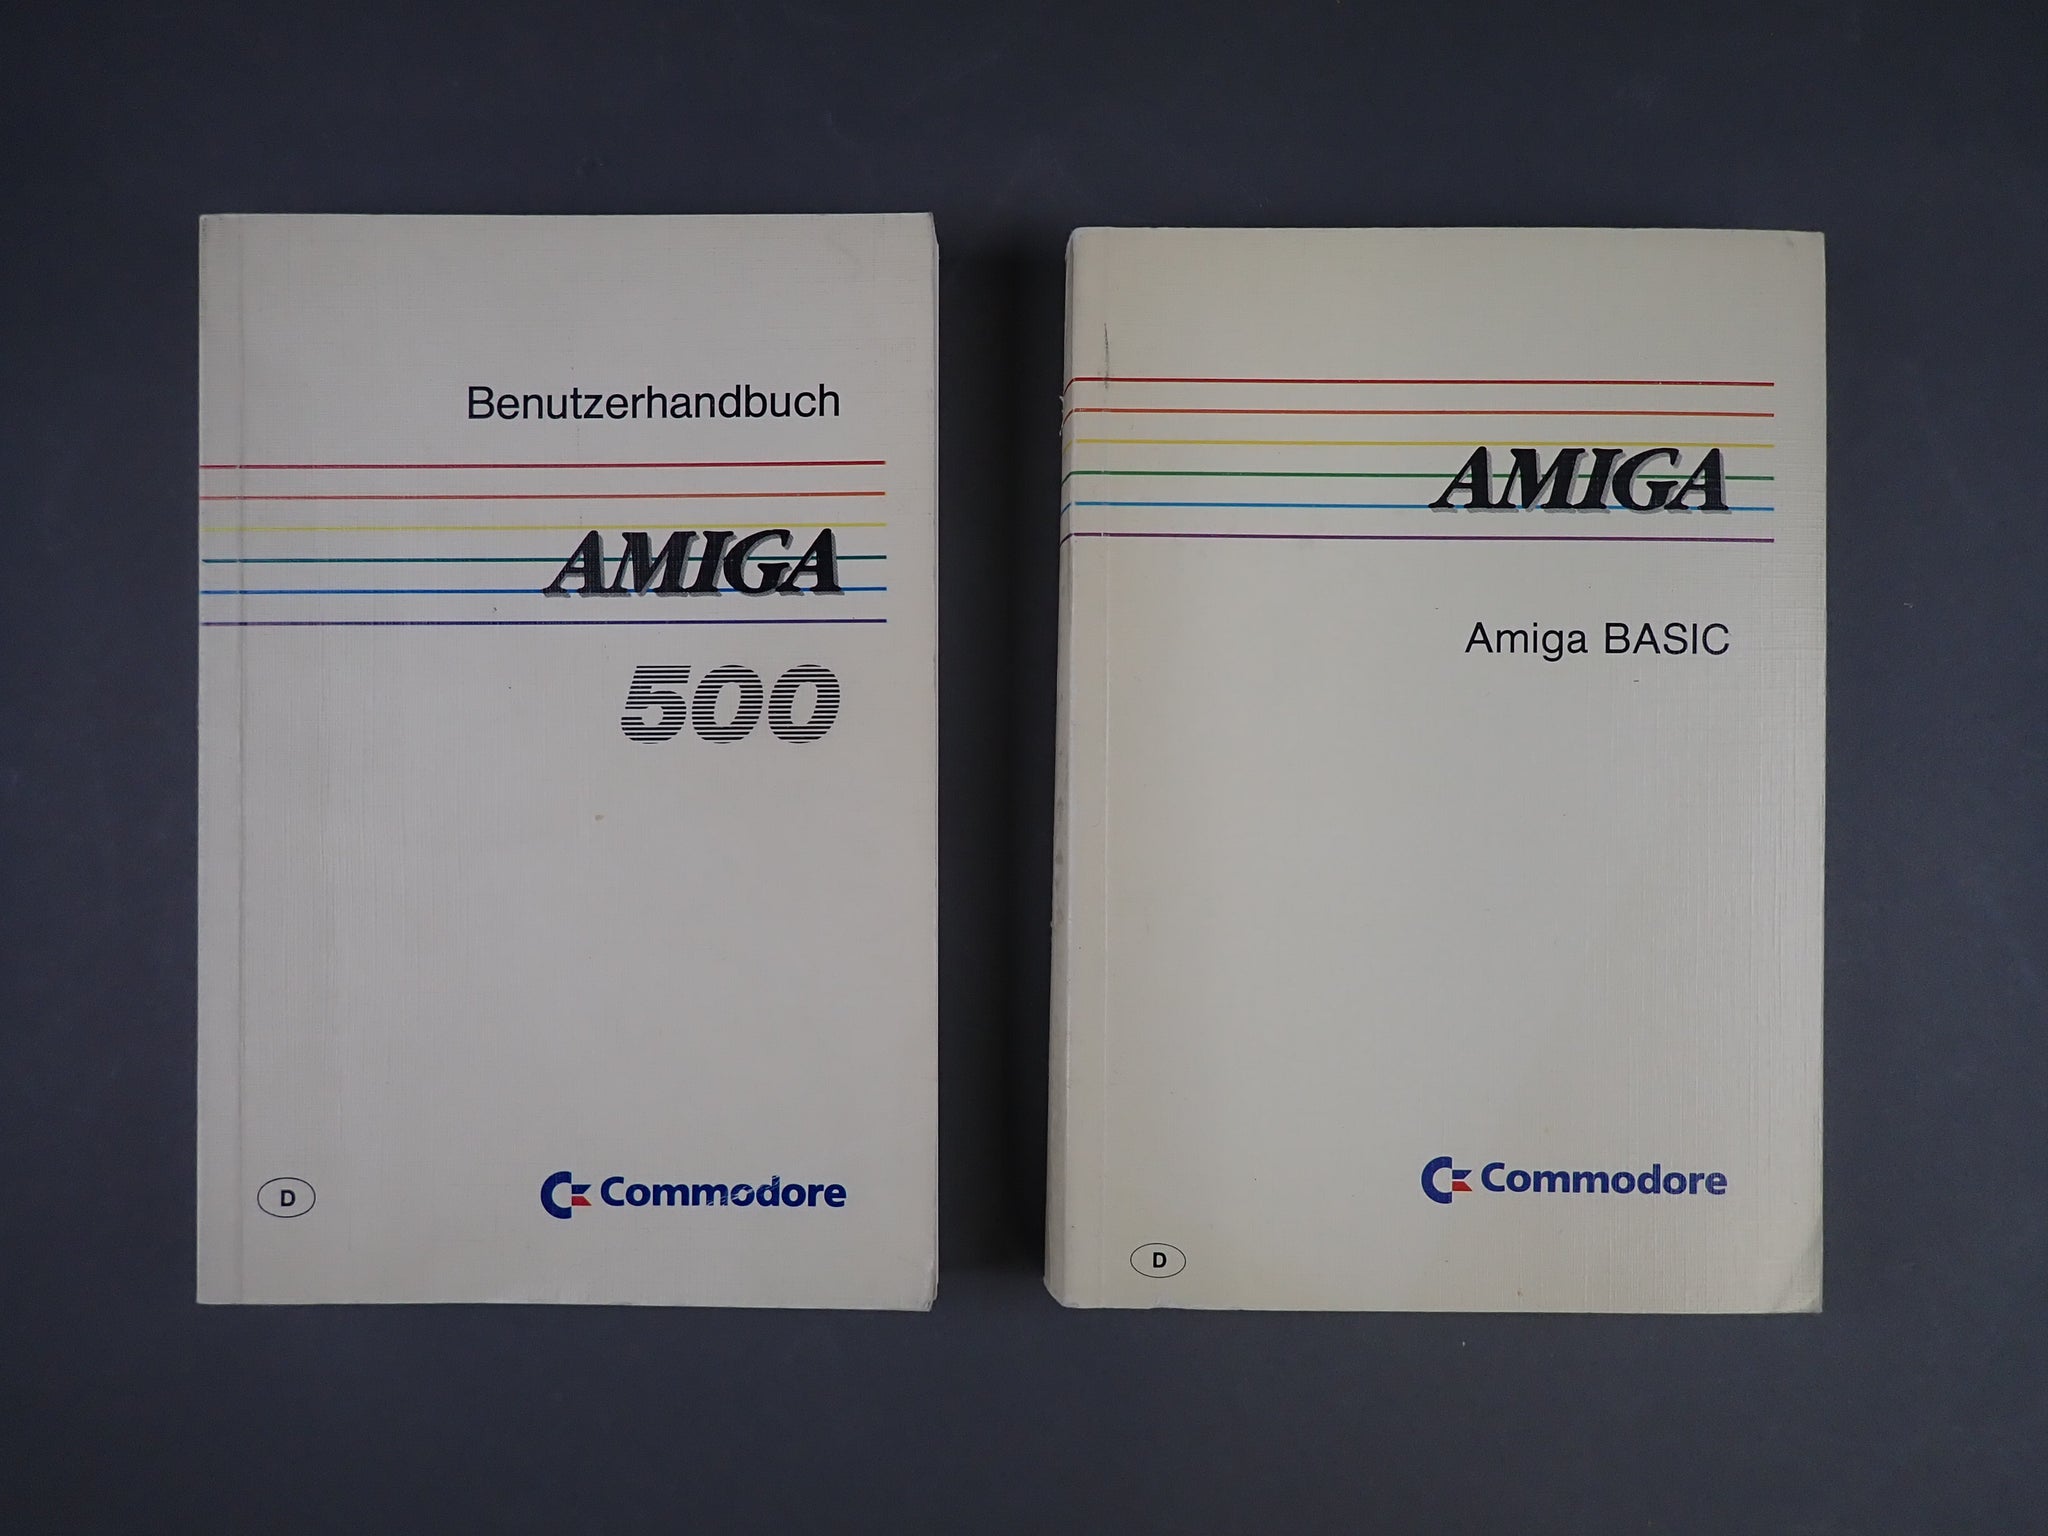 Benutzerhandbuch
AMIGA
500
D
Commodore
AMIGA
Amiga BASIC
Commodore
D